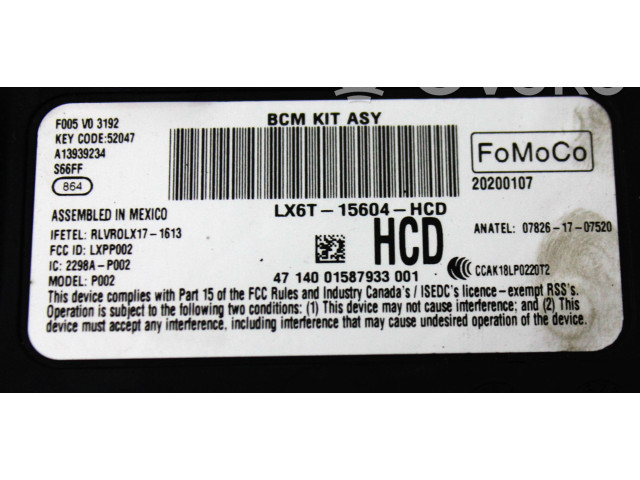 F005 V0 3192
KEY CODE:52047
A13939234
S66FF
864
BCM KIT ASY
FoMoCo
20200107
LX6T-15604-HCD
ASSEMBLED IN MEXICO
IFETEL: RLVROLX17-1613
FCC ID: LXPP002
IC: 2298A-P002
MODEL: P002
HCD
47 140 01587933 001
ANATEL: 07826-17-07520
CCAK18LP0220T2
This device complies with Part 15 of the FCC Rules and Industry Canada's / ISEDC's licence-exempt RSS's.
Operation is subject to the following two conditions: (1) This device may not cause interference; and (2) This
device must accept any interference, including interference that may cause undesired operation of the device.